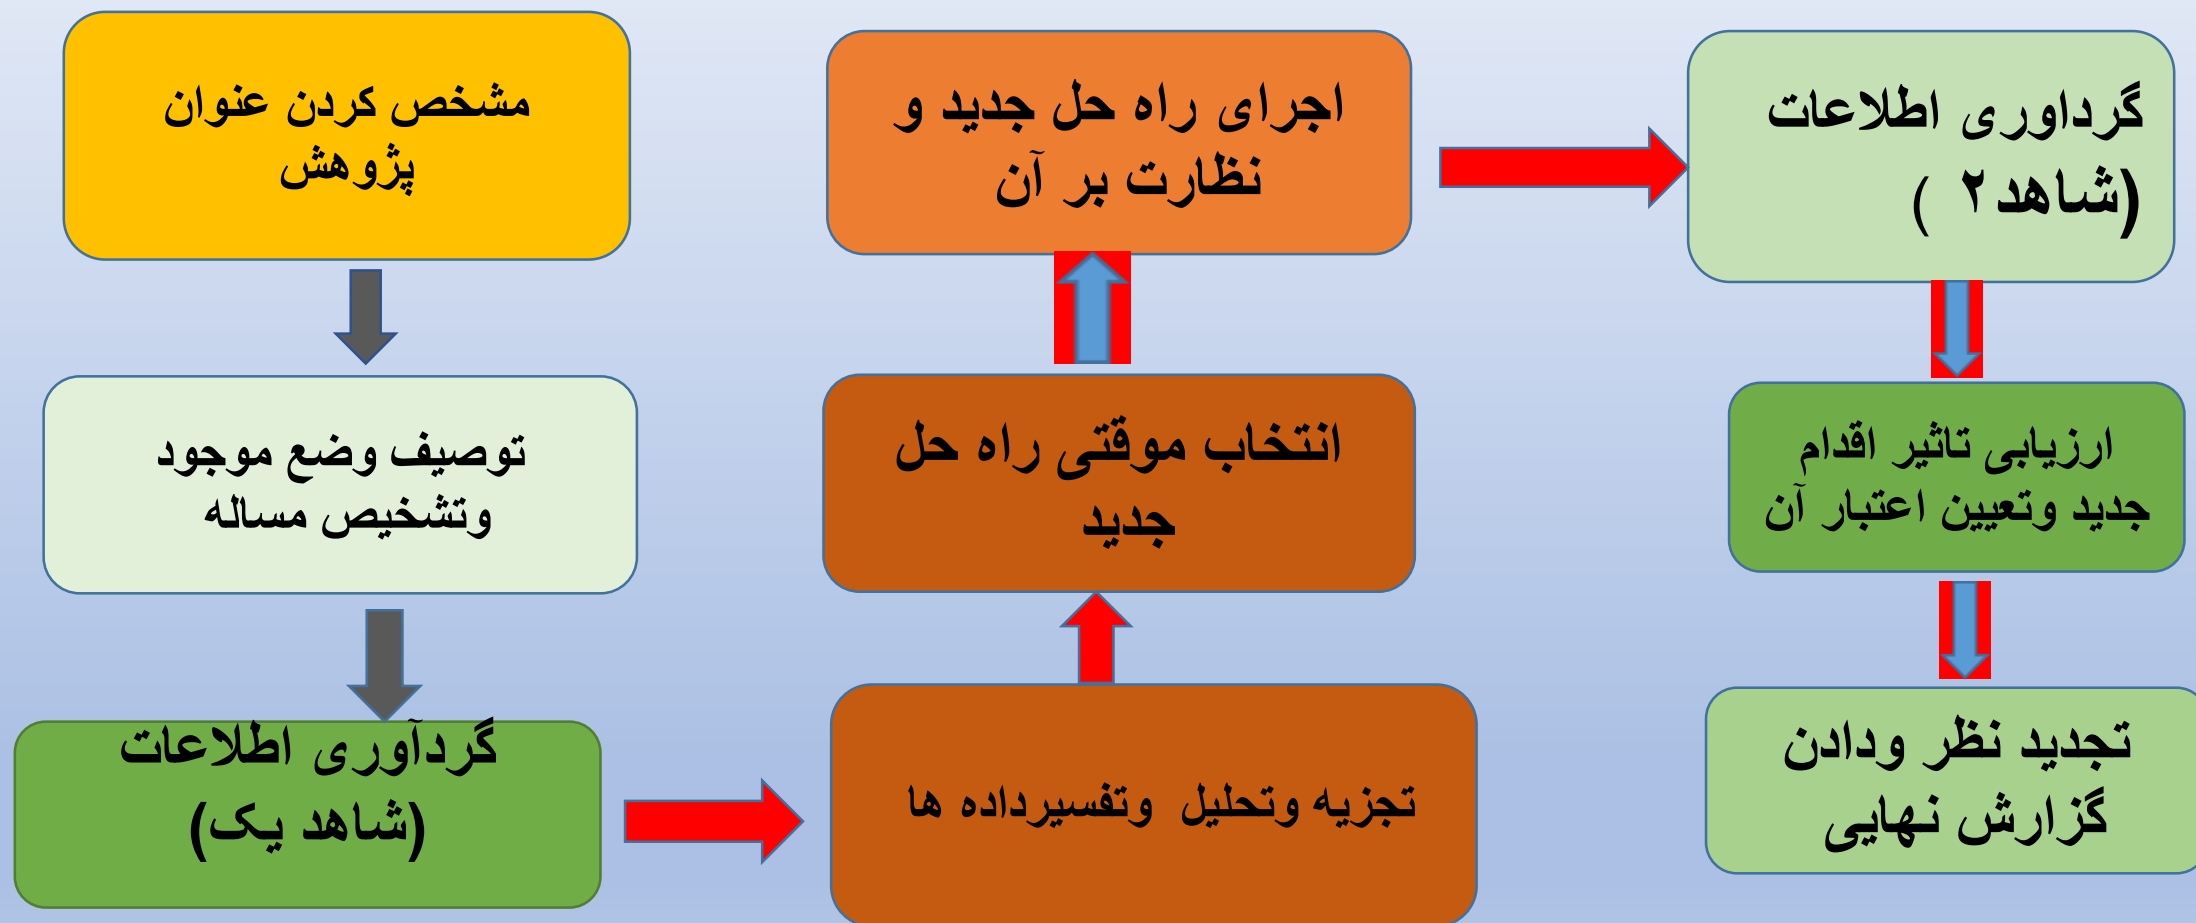 مشخص کردن عنوان
پژوهش
توصیف وضع موجود
وتشخیص مساله
گردآوری اطلاعات
(شاهد یک)
تجزیه وتحلیل وتفسیرداده ها
انتخاب موقتی راه حل
جدید
اجرای راه حل جدید و
نظارت بر آن
گرداوری اطلاعات
(شاهد۲ )
ارزیابی تاثیر اقدام
جدید وتعیین اعتبار آن
تجدید نظر ودادن
گزارش نهایی